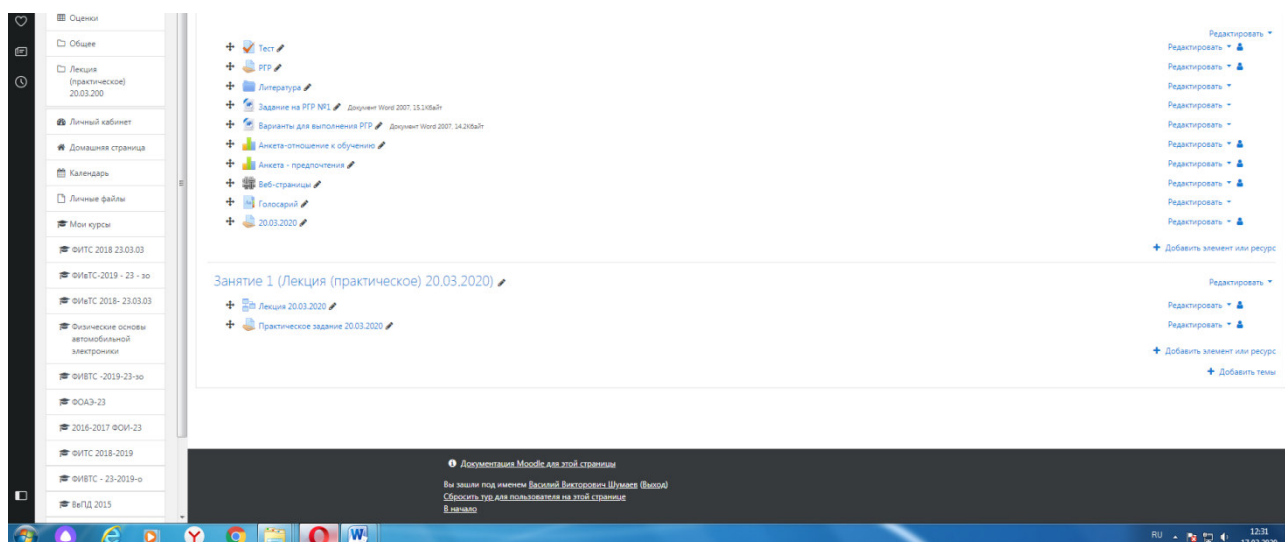 Оценки
Общее
Лекция
(практическое)
20.03.200
Личный кабинет
Домашняя страница
Календарь
Личные файлы
Мои курсы
ФИТС 2018 23.03.03
ФИвТС-2019 - 23 - зо
ФИвТС 2018- 23.03.03
Физические основы
автомобильной
электроники
ФИВТС -2019-23-зо
ФОАЭ-23
2016-2017 ФОИ-23
ФИТС 2018-2019
ФИВТС - 23-2019-о
ВвПД 2015
Редактировать
Тест Редактировать
РГР Редактировать
Литература Редактировать
Задание на РГР №1 Документ Word 2007, 15.1Кбайт Редактировать
Варианты для выполнения РГР Документ Word 2007, 14.2Кбайт Редактировать
Анкета-отношение к обучению Редактировать
Анкета - предпочтения Редактировать
Веб-страницы Редактировать
Голосарий Редактировать
20.03.2020 Редактировать
Добавить элемент или ресурс
Занятие 1 (Лекция (практическое) 20.03.2020) Редактировать
Лекция 20.03.2020 Редактировать
Практическое задание 20.03.2020 Редактировать
Добавить элемент или ресурс
Добавить темы
Документация Moodle для этой страницы
Вы зашли под именем Василий Викторович Шумаев (Выход)
Сбросить тур для пользователя на этой странице
В начало
RU 12:31